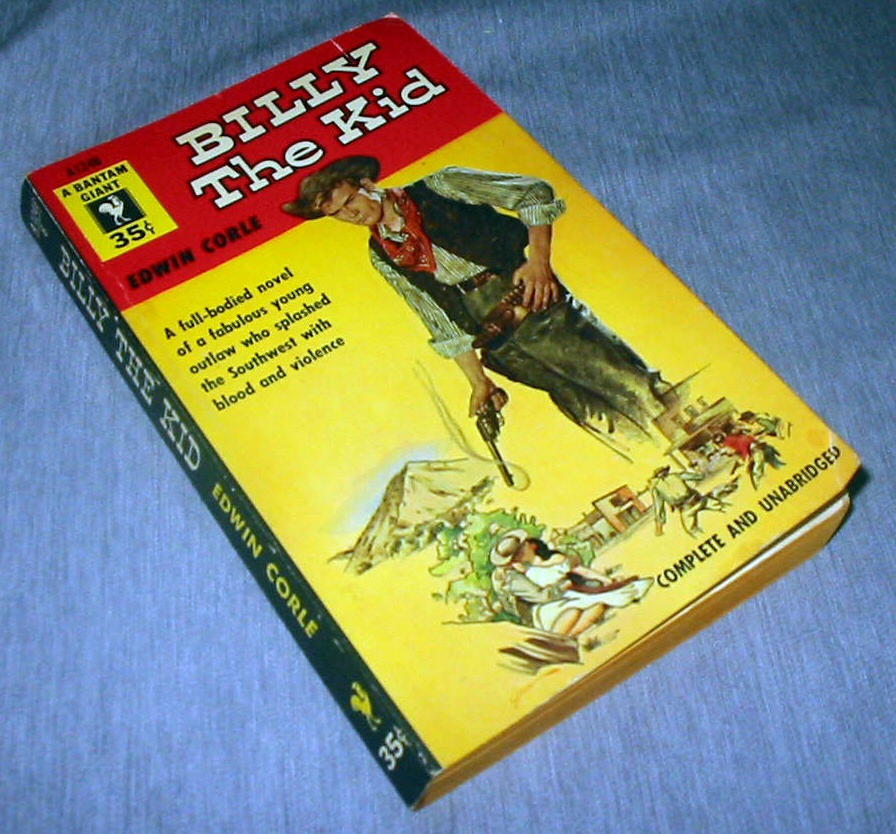 BILLY
The Kid
A BANTAM
GIANT
35¢
EDWIN CORLE
A full-bodied novel
of a fabulous young
outlaw who splashed
the Southwest with
blood and violence
COMPLETE AND UNABRIDGED
BILLY THE KID EDWIN CORLE 35¢